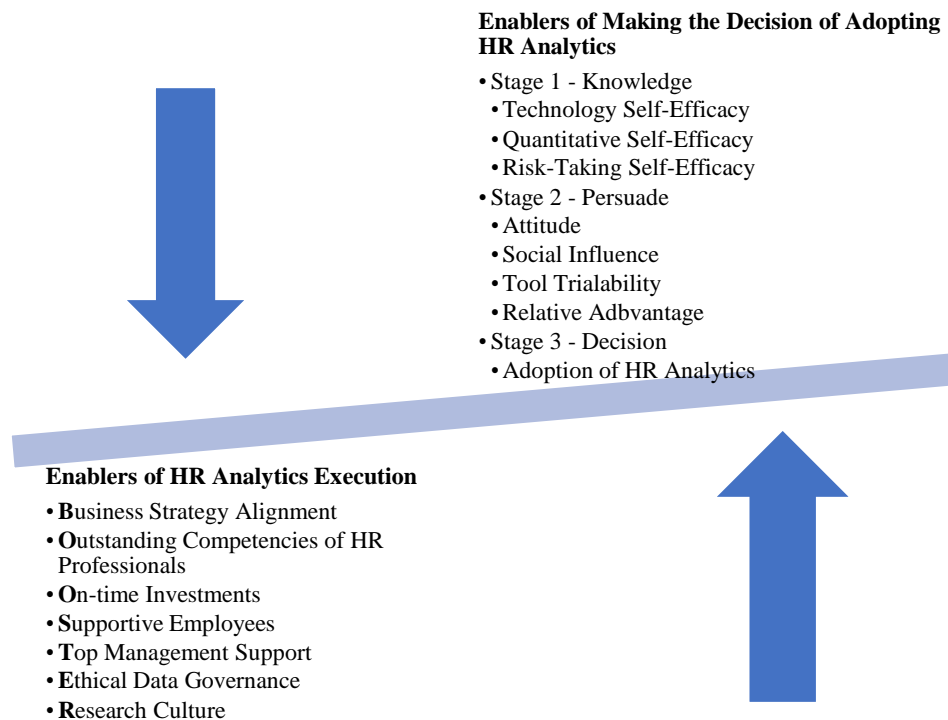 Enablers of Making the Decision of Adopting
HR Analytics
• Stage 1 - Knowledge
• Technology Self-Efficacy
• Quantitative Self-Efficacy
• Risk-Taking Self-Efficacy
• Stage 2 - Persuade
• Attitude
• Social Influence
• Tool Trialability
• Relative Adbvantage
• Stage 3 - Decision
• Adoption of HR Analytics
Enablers of HR Analytics Execution
• Business Strategy Alignment
• Outstanding Competencies of HR
Professionals
• On-time Investments
• Supportive Employees
• Top Management Support
• Ethical Data Governance
• Research Culture